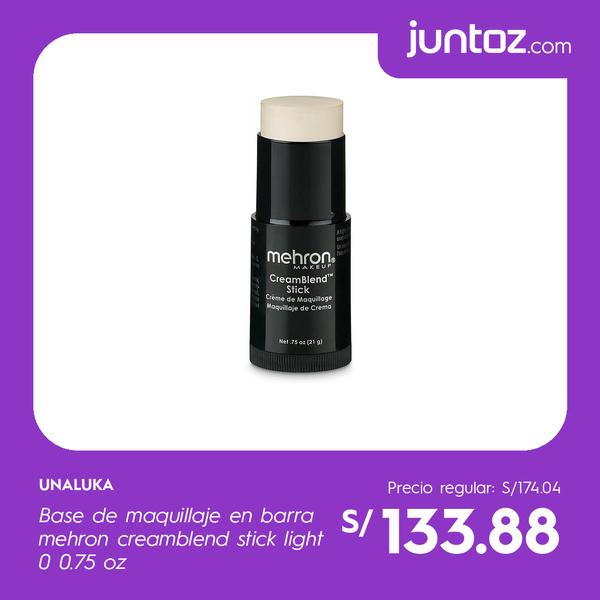 juntoz.com
mehron
MAKEUP
CreamBlend™
Stick
Crème de Maquillage
Maquillaje de Crema
Net .75 oz (21 g)
UNALUKA
Precio regular: S/174.04
Base de maquillaje en barra
mehron creamblend stick light
0 0.75 oz
S/ 133.88